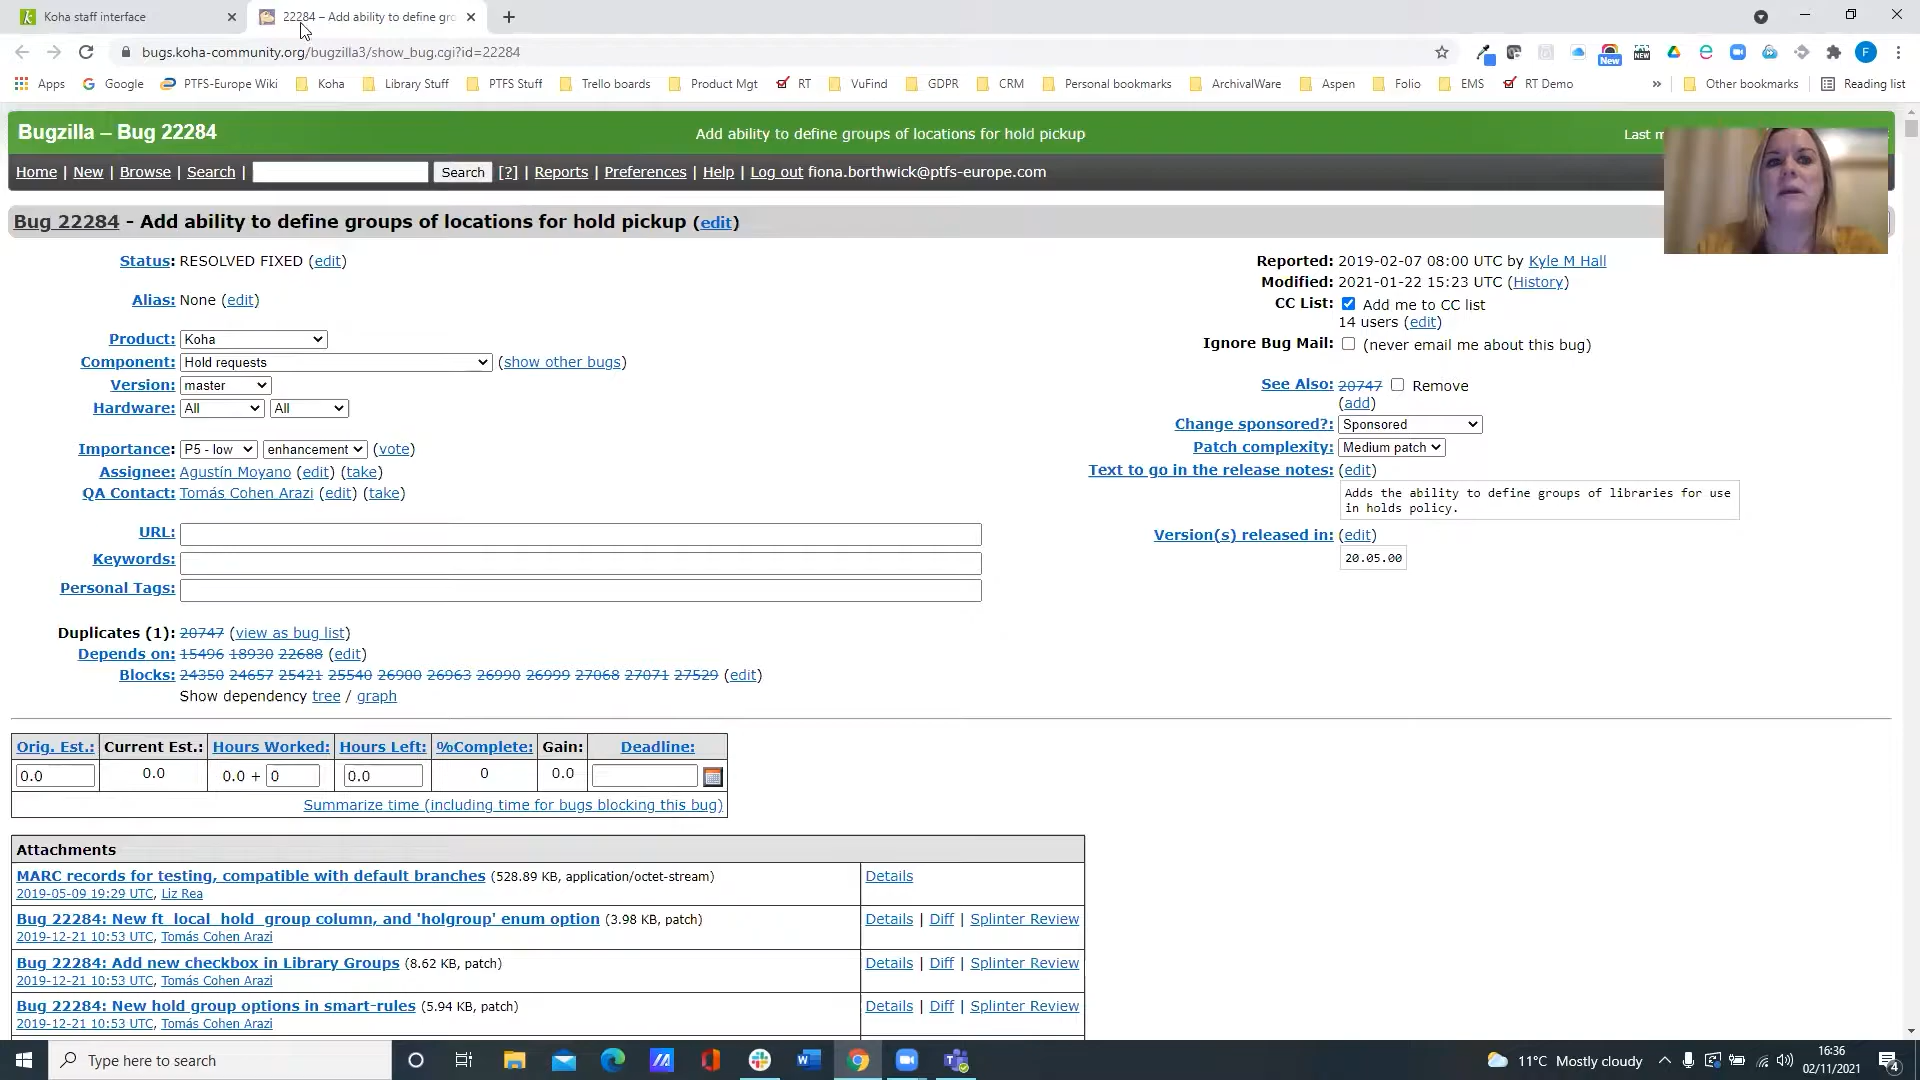 Koha staff interface
22284 – Add ability to define gro
bugs.koha-community.org/bugzilla3/show_bug.cgi?id=22284
New
NEW
F
Apps Google PTFS-Europe Wiki Koha Library Stuff PTFS Stuff Trello boards Product Mgt RT VuFind GDPR CRM Personal bookmarks ArchivalWare Aspen Folio EMS RT Demo » Other bookmarks Reading list
Bugzilla – Bug 22284
Add ability to define groups of locations for hold pickup
Last m
Home | New | Browse | Search | Search [?] | Reports | Preferences | Help | Log out fiona.borthwick@ptfs-europe.com
Bug 22284 - Add ability to define groups of locations for hold pickup (edit)
Status: RESOLVED FIXED (edit)
Alias: None (edit)
Product: Koha
Component: Hold requests (show other bugs)
Version: master
Hardware: All All
Importance: P5 - low enhancement (vote)
Assignee: Agustín Moyano (edit) (take)
QA Contact: Tomás Cohen Arazi (edit) (take)
URL:
Keywords:
Personal Tags:
Duplicates (1): 20747 (view as bug list)
Depends on: 15496 18930 22688 (edit)
Blocks: 24350 24657 25421 25540 26900 26963 26990 26999 27068 27071 27529 (edit)
Show dependency tree / graph
Reported: 2019-02-07 08:00 UTC by Kyle M Hall
Modified: 2021-01-22 15:23 UTC (History)
CC List: Add me to CC list
14 users (edit)
Ignore Bug Mail: (never email me about this bug)
See Also: 20747 Remove
(add)
Change sponsored?: Sponsored
Patch complexity: Medium patch
Text to go in the release notes: (edit)
Adds the ability to define groups of libraries for use
in holds policy.
Version(s) released in: (edit)
20.05.00
Orig. Est.: Current Est.: Hours Worked: Hours Left: %Complete: Gain: Deadline:
0.0 0.0 0.0 + 0 0.0 0 0.0
Summarize time (including time for bugs blocking this bug)
Attachments
MARC records for testing, compatible with default branches (528.89 KB, application/octet-stream)
2019-05-09 19:29 UTC, Liz Rea
Details
Bug 22284: New ft_local_hold_group column, and 'holgroup' enum option (3.98 KB, patch)
2019-12-21 10:53 UTC, Tomás Cohen Arazi
Details | Diff | Splinter Review
Bug 22284: Add new checkbox in Library Groups (8.62 KB, patch)
2019-12-21 10:53 UTC, Tomás Cohen Arazi
Details | Diff | Splinter Review
Bug 22284: New hold group options in smart-rules (5.94 KB, patch)
2019-12-21 10:53 UTC, Tomás Cohen Arazi
Details | Diff | Splinter Review
Type here to search
11°C Mostly cloudy
16:36
02/11/2021
4